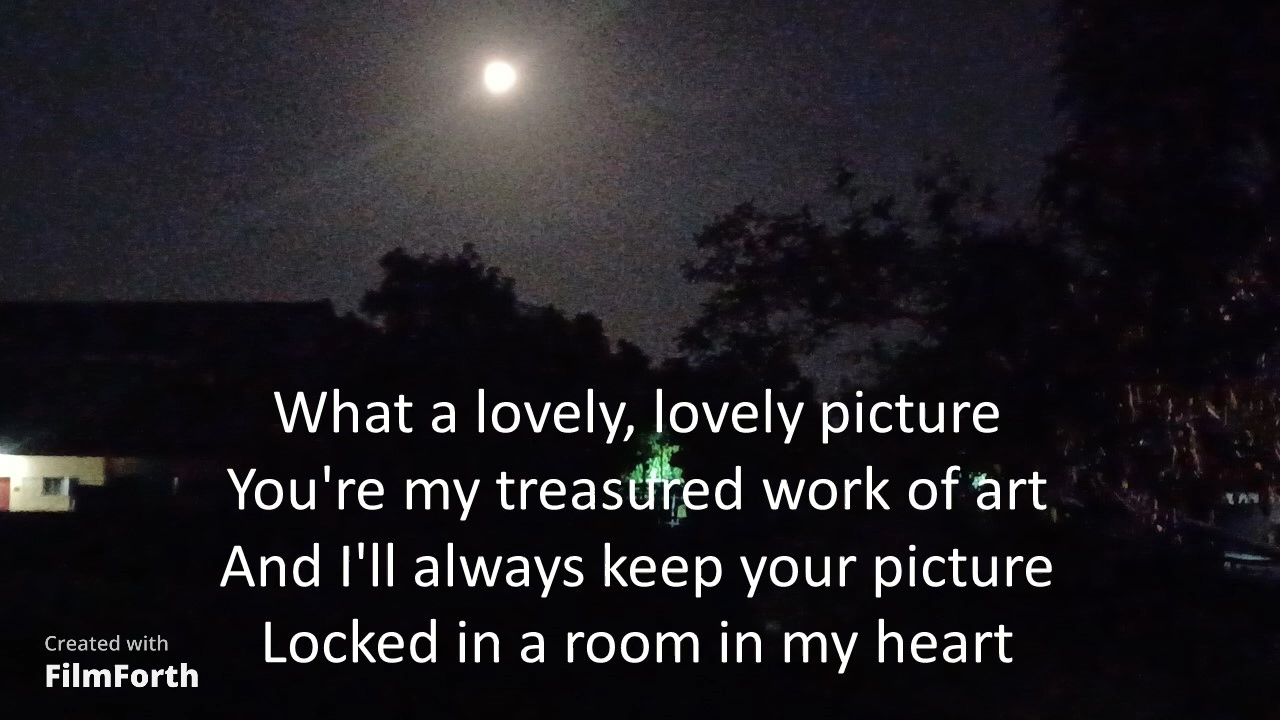 What a lovely, lovely picture
You're my treasured work of art
And I'll always keep your picture
Locked in a room in my heart
Created with
FilmForth